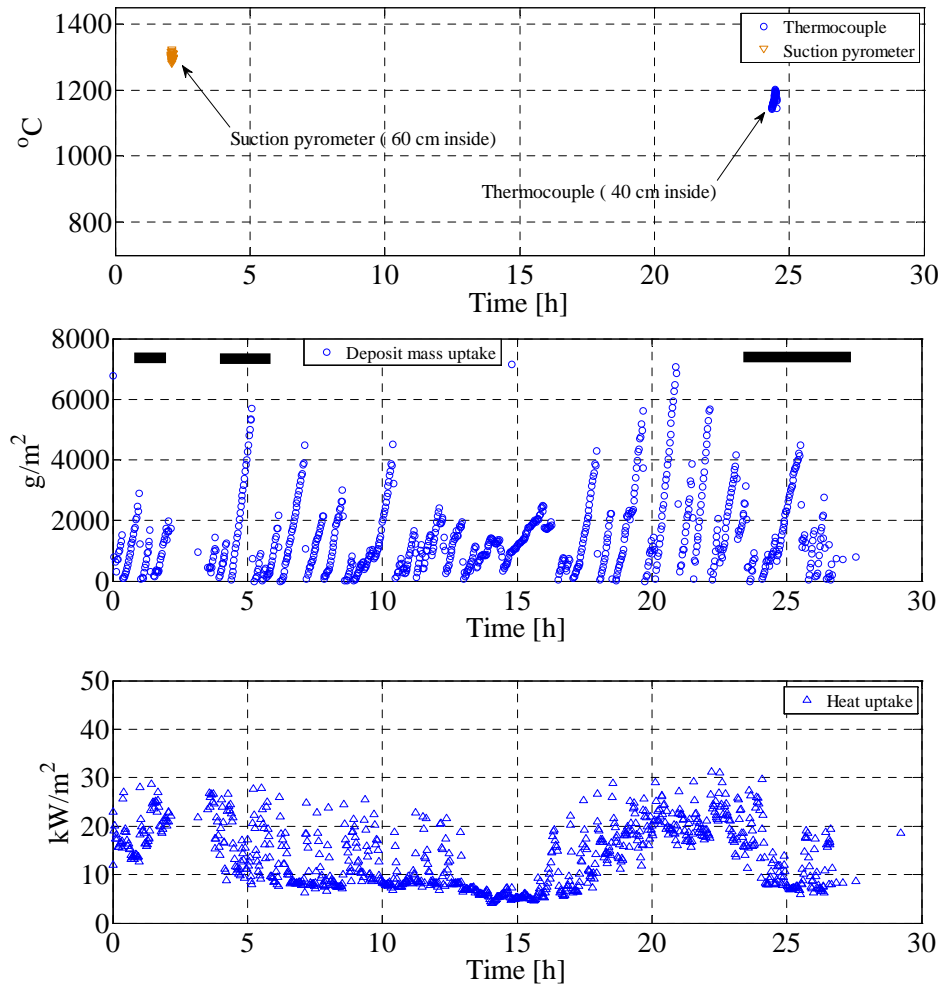 1400
1200
1000
800
°C
Thermocouple
Suction pyrometer
Suction pyrometer ( 60 cm inside)
Thermocouple ( 40 cm inside)
0 5 10 15 20 25 30
Time [h]
8000
6000
4000
2000
0
g/m²
Deposit mass uptake
0 5 10 15 20 25 30
Time [h]
50
40
30
20
10
0
kW/m²
Heat uptake
0 5 10 15 20 25 30
Time [h]